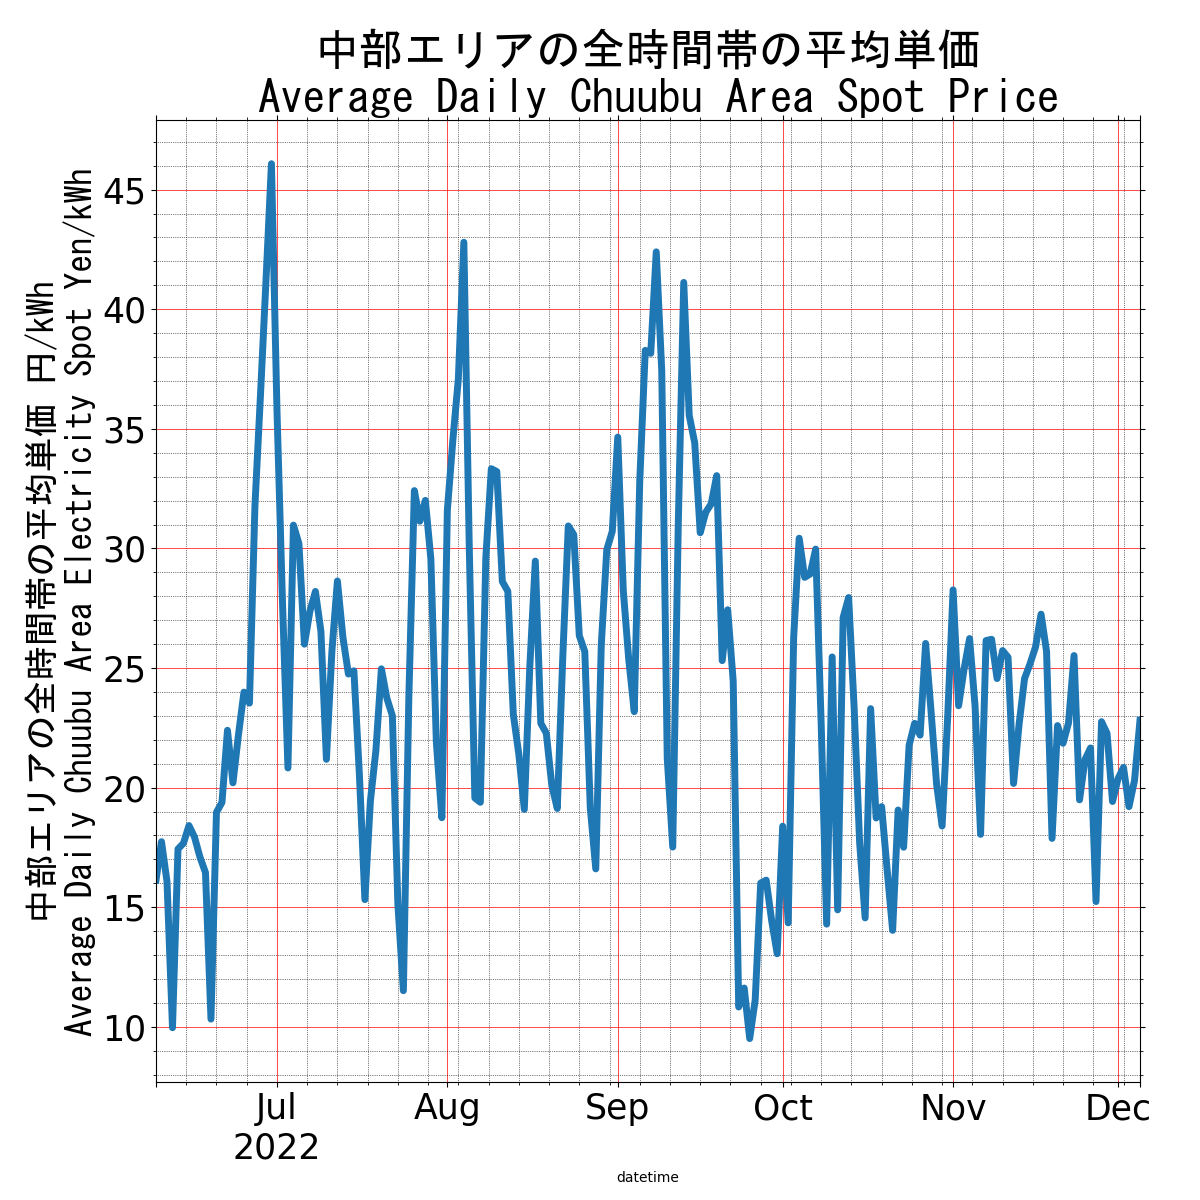 中部エリアの全時間帯の平均単価
Average Daily Chuubu Area Spot Price
中部エリアの全時間帯の平均単価 円/kWh
Average Daily Chuubu Area Electricity Spot Yen/kWh
45
40
35
30
25
20
15
10
Jul
2022
Aug
Sep
Oct
Nov
Dec
datetime